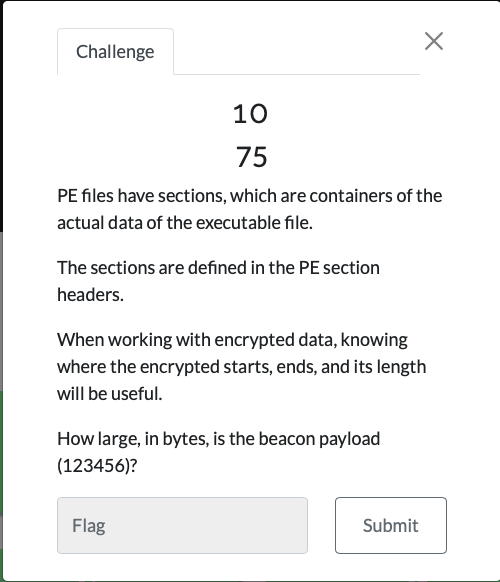 Challenge
10
75
PE files have sections, which are containers of the
actual data of the executable file.
The sections are defined in the PE section
headers.
When working with encrypted data, knowing
where the encrypted starts, ends, and its length
will be useful.
How large, in bytes, is the beacon payload
(123456)?
Flag
Submit